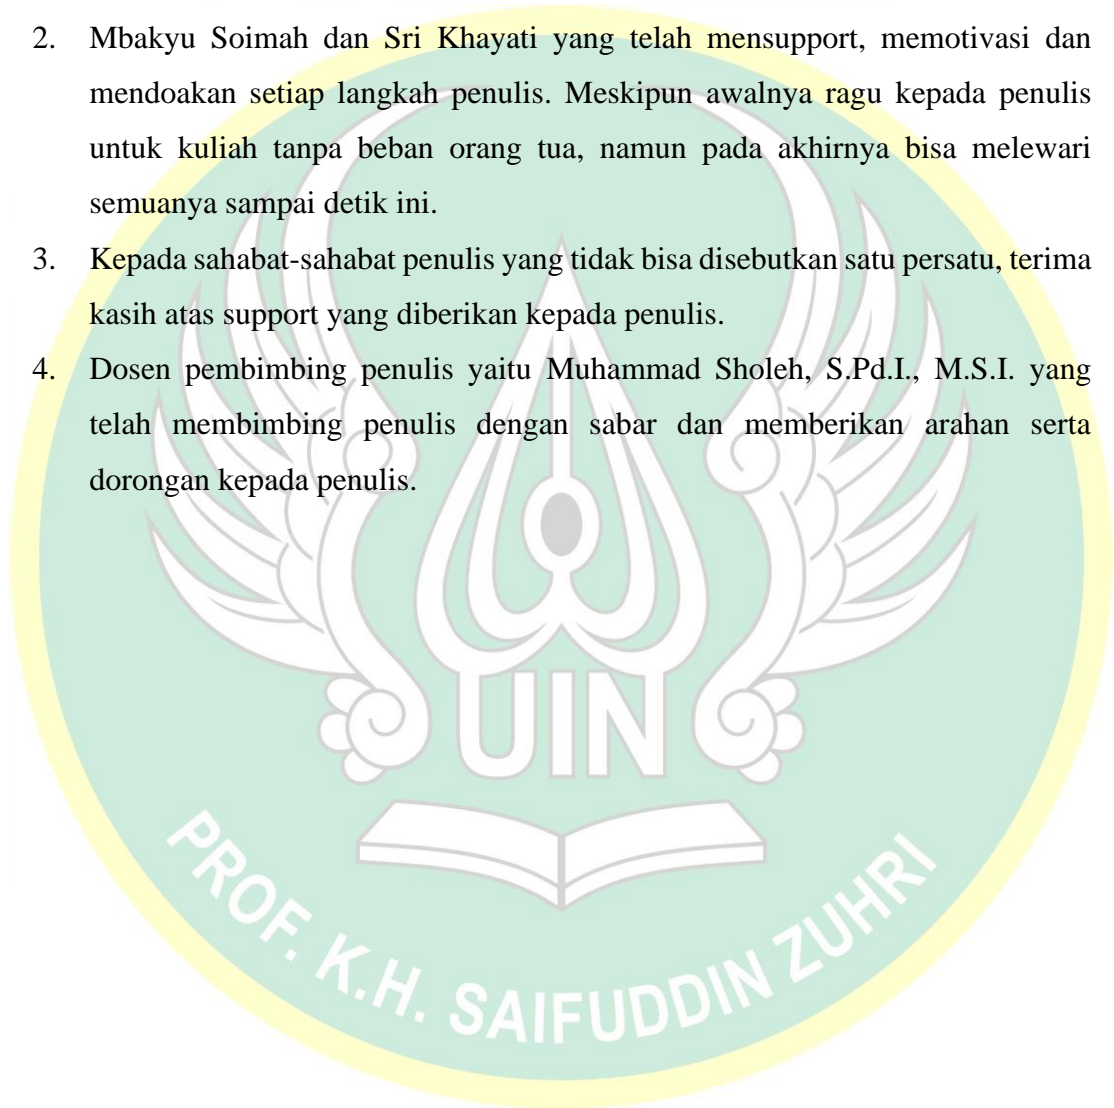 2. Mbakyu Soimah dan Sri Khayati yang telah mensupport, memotivasi dan
mendoakan setiap langkah penulis. Meskipun awalnya ragu kepada penulis
untuk kuliah tanpa beban orang tua, namun pada akhirnya bisa melewari
semuanya sampai detik ini.
3. Kepada sahabat-sahabat penulis yang tidak bisa disebutkan satu persatu, terima
kasih atas support yang diberikan kepada penulis.
4. Dosen pembimbing penulis yaitu Muhammad Sholeh, S.Pd.I., M.S.I. yang
telah membimbing penulis dengan sabar dan memberikan arahan serta
dorongan kepada penulis.
UIN
PROF. K.H. SAIFUDDIN ZUHRI